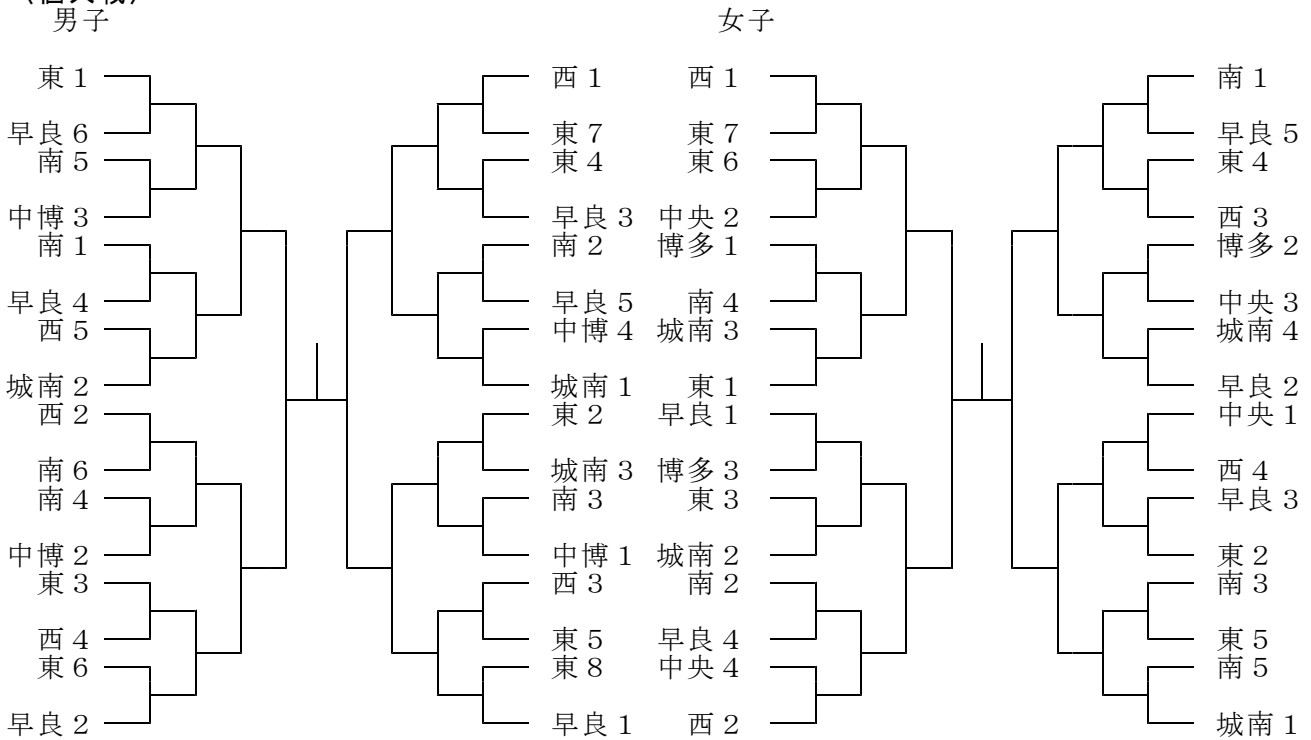 男子
東１
早良６
南５
中博３
南１
早良４
西５
城南２
西２
南６
南４
中博２
東３
西４
東６
早良２
西１
東７
東４
早良３
南２
早良５
中博４
城南１
東２
城南３
南３
中博１
西３
東５
東８
早良１
女子
西１
東７
東６
中央２
博多１
南４
城南３
東１
早良１
博多３
東３
城南２
南２
早良４
中央４
西２
南１
早良５
東４
西３
博多２
中央３
城南４
早良２
中央１
西４
早良３
東２
南３
東５
南５
城南１